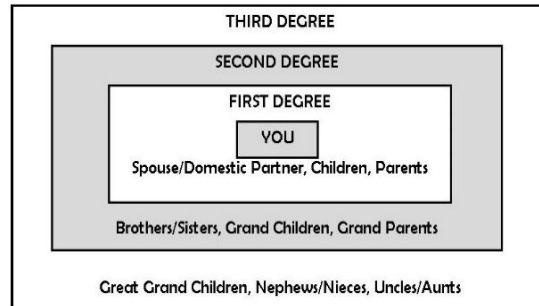 THIRD DEGREE
SECOND DEGREE
FIRST DEGREE
YOU
Spouse/Domestic Partner, Children, Parents
Brothers/Sisters, Grand Children, Grand Parents
Great Grand Children, Nephews/Nieces, Uncles/Aunts